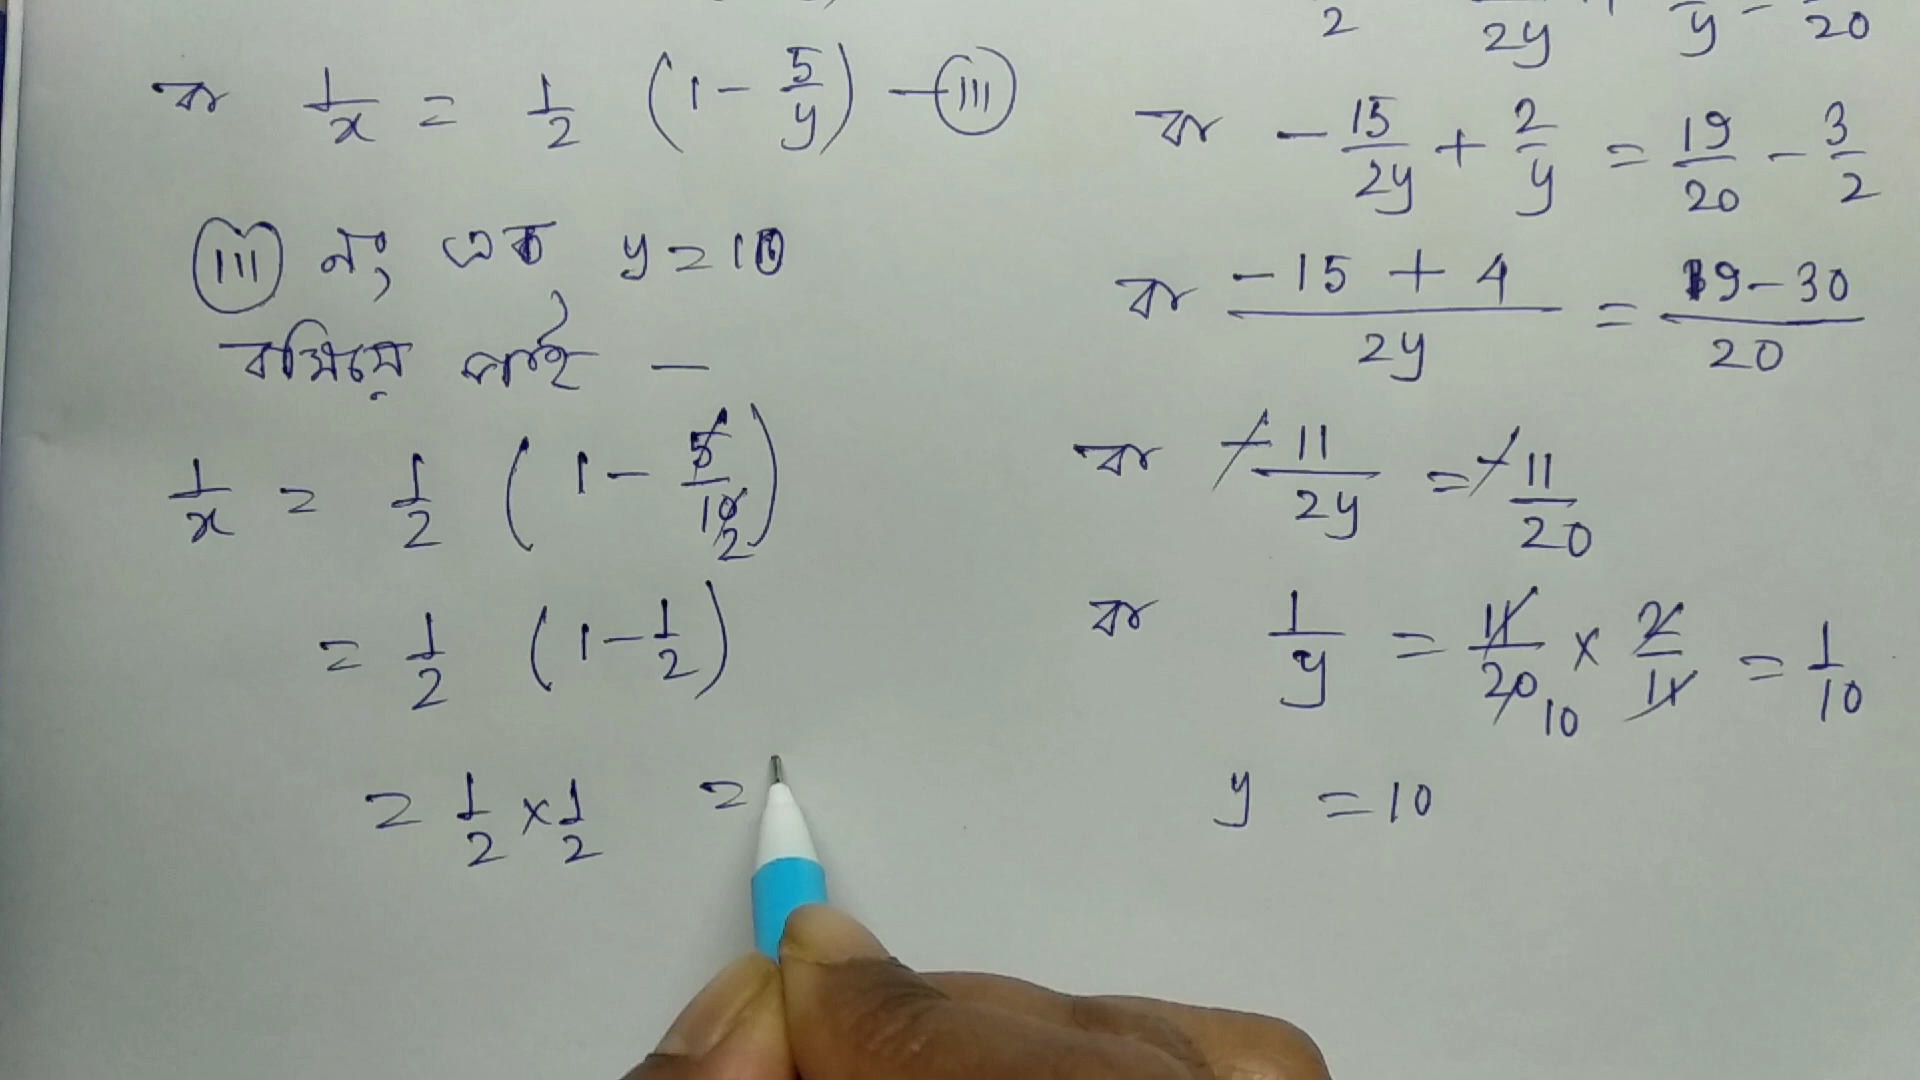 বা 1/x = 1/2 (1 - 5/y) — (III)
(III) নং এ y = 10
বসিয়ে পাই —
1/x = 1/2 (1 - 5/10) 2
= 1/2 (1 - 1/2)
= 1/2 × 1/2 =
বা - 15/2y + 2/y = 19/20 - 3/2
বা (-15 + 4)/2y = (19-30)/20
বা - 11/2y = - 11/20
বা 1/y = 11/20 10 × 2/11 = 1/10
y = 10